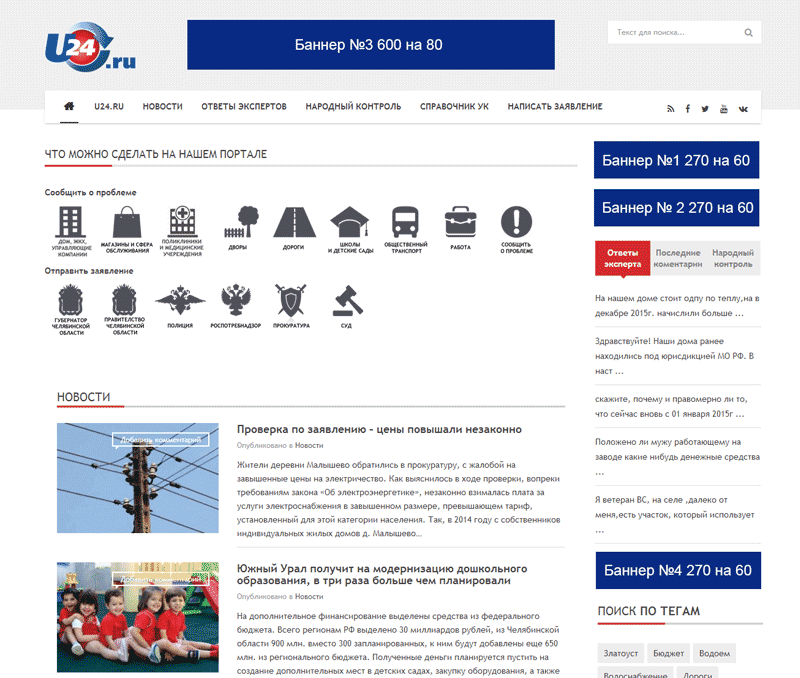 U24.ru
Баннер №3 600 на 80
Текст для поиска...
U24.RU НОВОСТИ ОТВЕТЫ ЭКСПЕРТОВ НАРОДНЫЙ КОНТРОЛЬ СПРАВОЧНИК УК НАПИСАТЬ ЗАЯВЛЕНИЕ
ЧТО МОЖНО СДЕЛАТЬ НА НАШЕМ ПОРТАЛЕ
Сообщить о проблеме
ДОМ, ЖКХ,
УПРАВЛЯЮЩИЕ
КОМПАНИИ
МАГАЗИНЫ И СФЕРА
ОБСЛУЖИВАНИЯ
ПОЛИКЛИНИКИ
И МЕДИЦИНСКИЕ
УЧЕРЕЖДЕНИЯ
ДВОРЫ
ДОРОГИ
ШКОЛЫ
И ДЕТСКИЕ САДЫ
ОБЩЕСТВЕННЫЙ
ТРАНСПОРТ
РАБОТА
СООБЩИТЬ
О ПРОБЛЕМЕ
Отправить заявление
ГУБЕРНАТОР
ЧЕЛЯБИНСКОЙ
ОБЛАСТИ
ПРАВИТЕЛЬСТВО
ЧЕЛЯБИНСКОЙ
ОБЛАСТИ
ПОЛИЦИЯ
РОСПОТРЕБНАДЗОР
ПРОКУРАТУРА
СУД
НОВОСТИ
Добавить комментарий
Проверка по заявлению – цены повышали незаконно
Опубликовано в Новости
Жители деревни Малышево обратились в прокуратуру, с жалобой на
завышенные цены на электричество. Как выяснилось в ходе проверки, вопреки
требованиям закона «Об электроэнергетике», незаконно взималась плата за
услуги электроснабжения в завышенном размере, превышающем тариф,
установленный для этой категории населения. Так, в 2014 году с собственников
индивидуальных жилых домов д. Малышево...
Добавить комментарий
Южный Урал получит на модернизацию дошкольного
образования, в три раза больше чем планировали
Опубликовано в Новости
На дополнительное финансирование выделены средства из федерального
бюджета. Всего регионам РФ выделено 30 миллиардов рублей, из Челябинской
области 900 млн. вместо 300 запланированных, к ним будут добавлены еще 650
млн. из регионального бюджета. Полученные деньги планируется пустить на
создание дополнительных мест в детских садах, закупку оборудования, а также
Баннер №1 270 на 60
Баннер № 2 270 на 60
Ответы
эксперта
Последние
коментарии
Народный
контроль
На нашем доме стоит одпу по теплу,на в
декабре 2015г. начислили больше ...
Здравствуйте! Наши дома ранее
находились под юрисдикцией МО РФ. В
наст ...
скажите, почему и правомерно ли то,
что сейчас вновь с 01 января 2015г ...
Положено ли мужу работающему на
заводе какие нибудь денежные средства
...
Я ветеран ВС, на селе ,далеко от
меня,есть участок, который использует
...
Баннер №4 270 на 60
ПОИСК ПО ТЕГАМ
Златоуст Бюджет Водоем
Водоснабжение Дороги